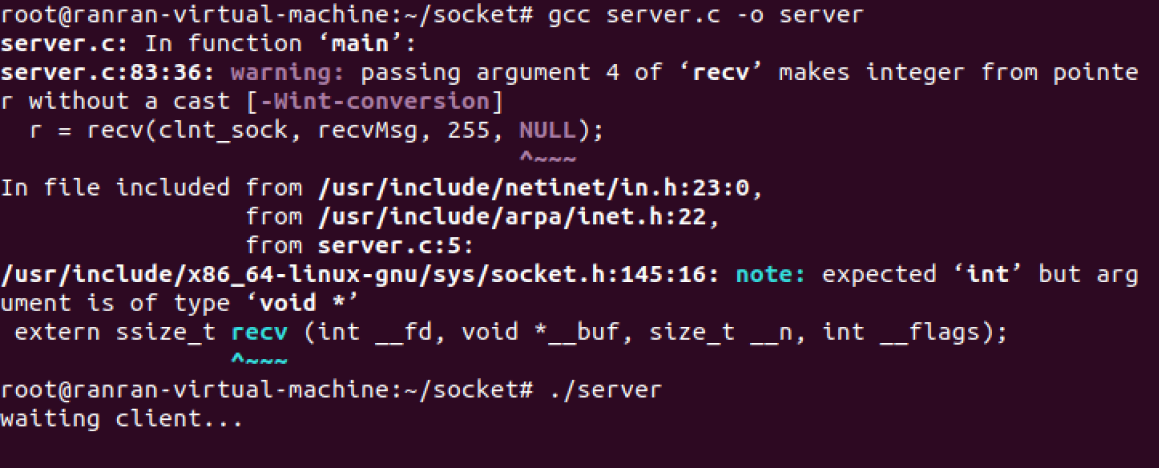 root@ranran-virtual-machine:~/socket# gcc server.c -o server
server.c: In function ‘main’:
server.c:83:36: warning: passing argument 4 of ‘recv’ makes integer from pointe
r without a cast [-Wint-conversion]
  r = recv(clnt_sock, recvMsg, 255, NULL);
                                    ^~~~
In file included from /usr/include/netinet/in.h:23:0,
                 from /usr/include/arpa/inet.h:22,
                 from server.c:5:
/usr/include/x86_64-linux-gnu/sys/socket.h:145:16: note: expected ‘int’ but arg
ument is of type ‘void *’
 extern ssize_t recv (int __fd, void *__buf, size_t __n, int __flags);
                ^~~~
root@ranran-virtual-machine:~/socket# ./server
waiting client...